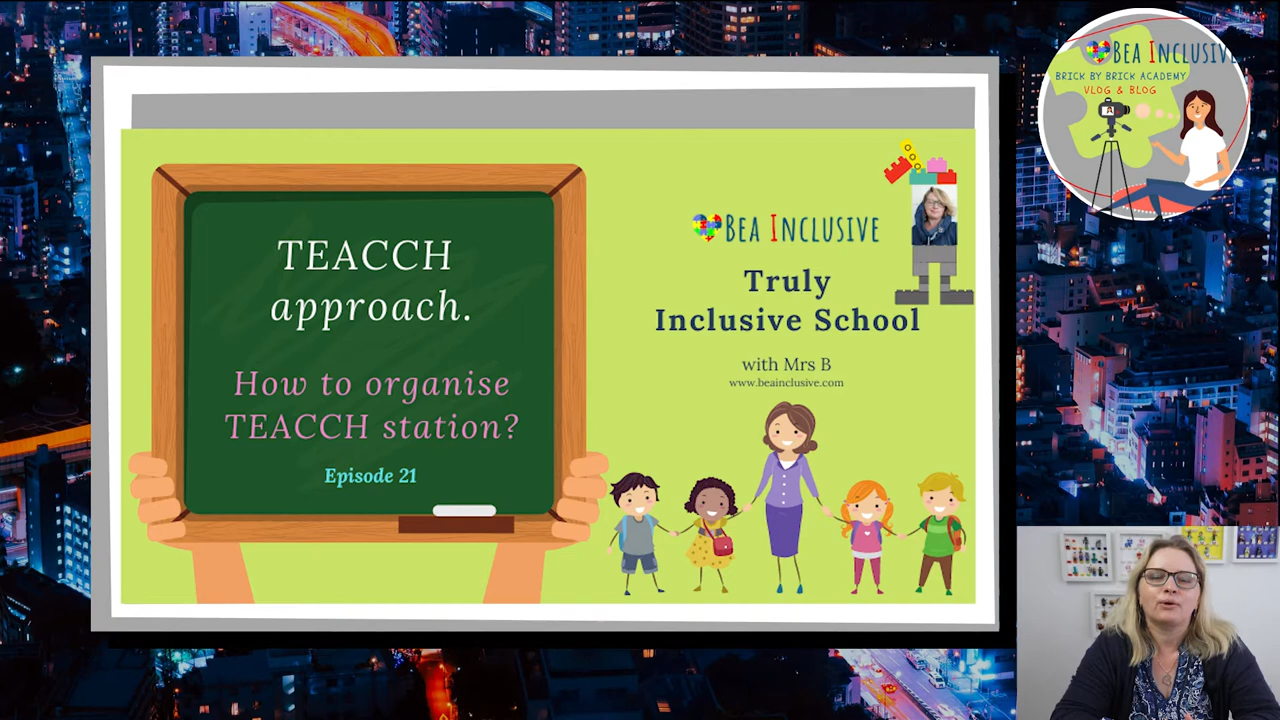 TEACCH
approach.
How to organise
TEACCH station?
Episode 21
BEA INCLUSIVE
Truly
Inclusive School
with Mrs B
www.beainclusive.com
BEA INCLUSIVE
BRICK BY BRICK ACADEMY
VLOG & BLOG
A